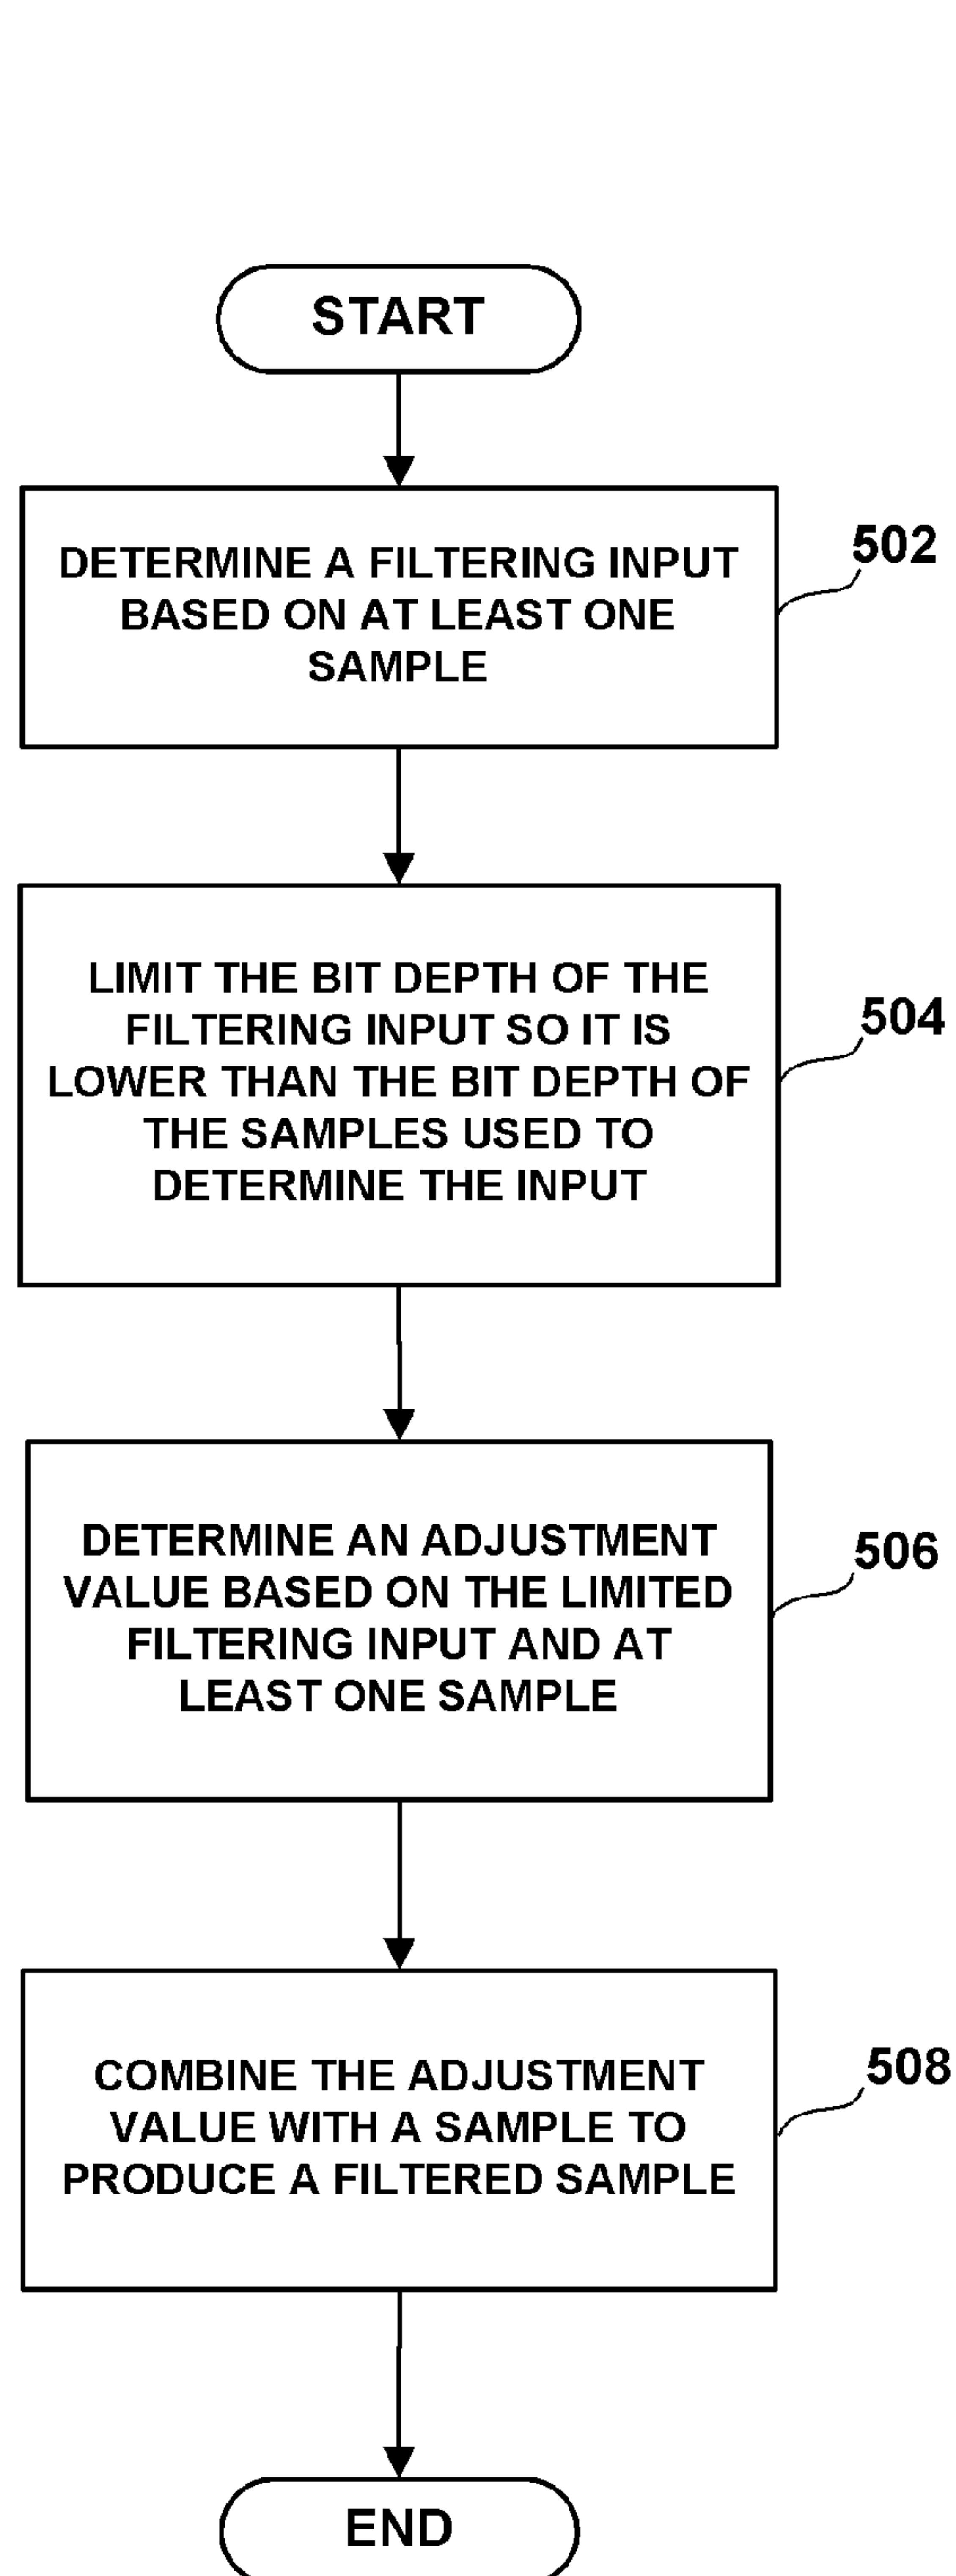 START
DETERMINE A FILTERING INPUT
BASED ON AT LEAST ONE
SAMPLE
502
LIMIT THE BIT DEPTH OF THE
FILTERING INPUT SO IT IS
LOWER THAN THE BIT DEPTH OF
THE SAMPLES USED TO
DETERMINE THE INPUT
504
DETERMINE AN ADJUSTMENT
VALUE BASED ON THE LIMITED
FILTERING INPUT AND AT
LEAST ONE SAMPLE
506
COMBINE THE ADJUSTMENT
VALUE WITH A SAMPLE TO
PRODUCE A FILTERED SAMPLE
508
END